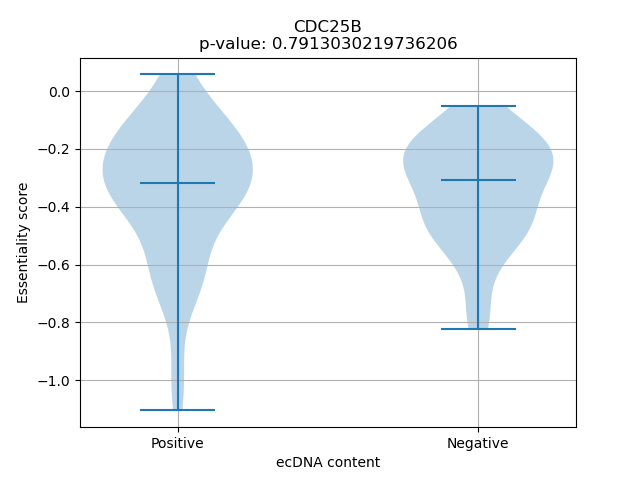 CDC25B
p-value: 0.7913030219736206
0.0
−0.2
−0.4
−0.6
−0.8
−1.0
Essentiality score
Positive
Negative
ecDNA content